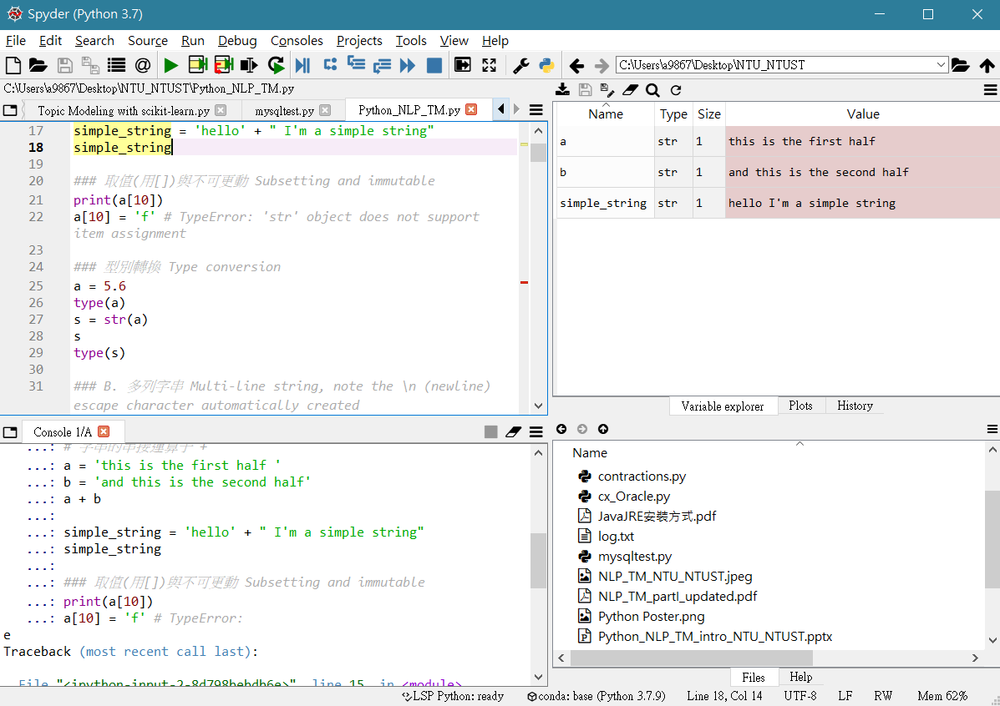 Spyder (Python 3.7)
File Edit Search Source Run Debug Consoles Projects Tools View Help
C:\Users\a9867\Desktop\NTU_NTUST
C:\Users\a9867\Desktop\NTU_NTUST\Python_NLP_TM.py
Topic Modeling with scikit-learn.py mysqltest.py Python_NLP_TM.py
17 simple_string = 'hello' + " I'm a simple string"
18 simple_string
19
20 ### 取值(用[])與不可更動 Subsetting and immutable
21 print(a[10])
22 a[10] = 'f' # TypeError: 'str' object does not support
item assignment
23
24 ### 型別轉換 Type conversion
25 a = 5.6
26 type(a)
27 s = str(a)
28 s
29 type(s)
30
31 ### B. 多列字串 Multi-line string, note the \n (newline)
escape character automatically created
Name Type Size Value
a str 1 this is the first half
b str 1 and this is the second half
simple_string str 1 hello I'm a simple string
Variable explorer Plots History
Console 1/A
...: # 字串的串接運算子 +
...: a = 'this is the first half '
...: b = 'and this is the second half'
...: a + b
...:
...: simple_string = 'hello' + " I'm a simple string"
...: simple_string
...:
...: ### 取值(用[])與不可更動 Subsetting and immutable
...: print(a[10])
...: a[10] = 'f' # TypeError:
e
Traceback (most recent call last):
File "<ipython-input-2-8d798bebdb6e>", line 15, in <module>
Name
contractions.py
cx_Oracle.py
JavaJRE安裝方式.pdf
log.txt
mysqltest.py
NLP_TM_NTU_NTUST.jpeg
NLP_TM_partI_updated.pdf
Python Poster.png
Python_NLP_TM_intro_NTU_NTUST.pptx
Files Help
LSP Python: ready conda: base (Python 3.7.9) Line 18, Col 14 UTF-8 LF RW Mem 62%